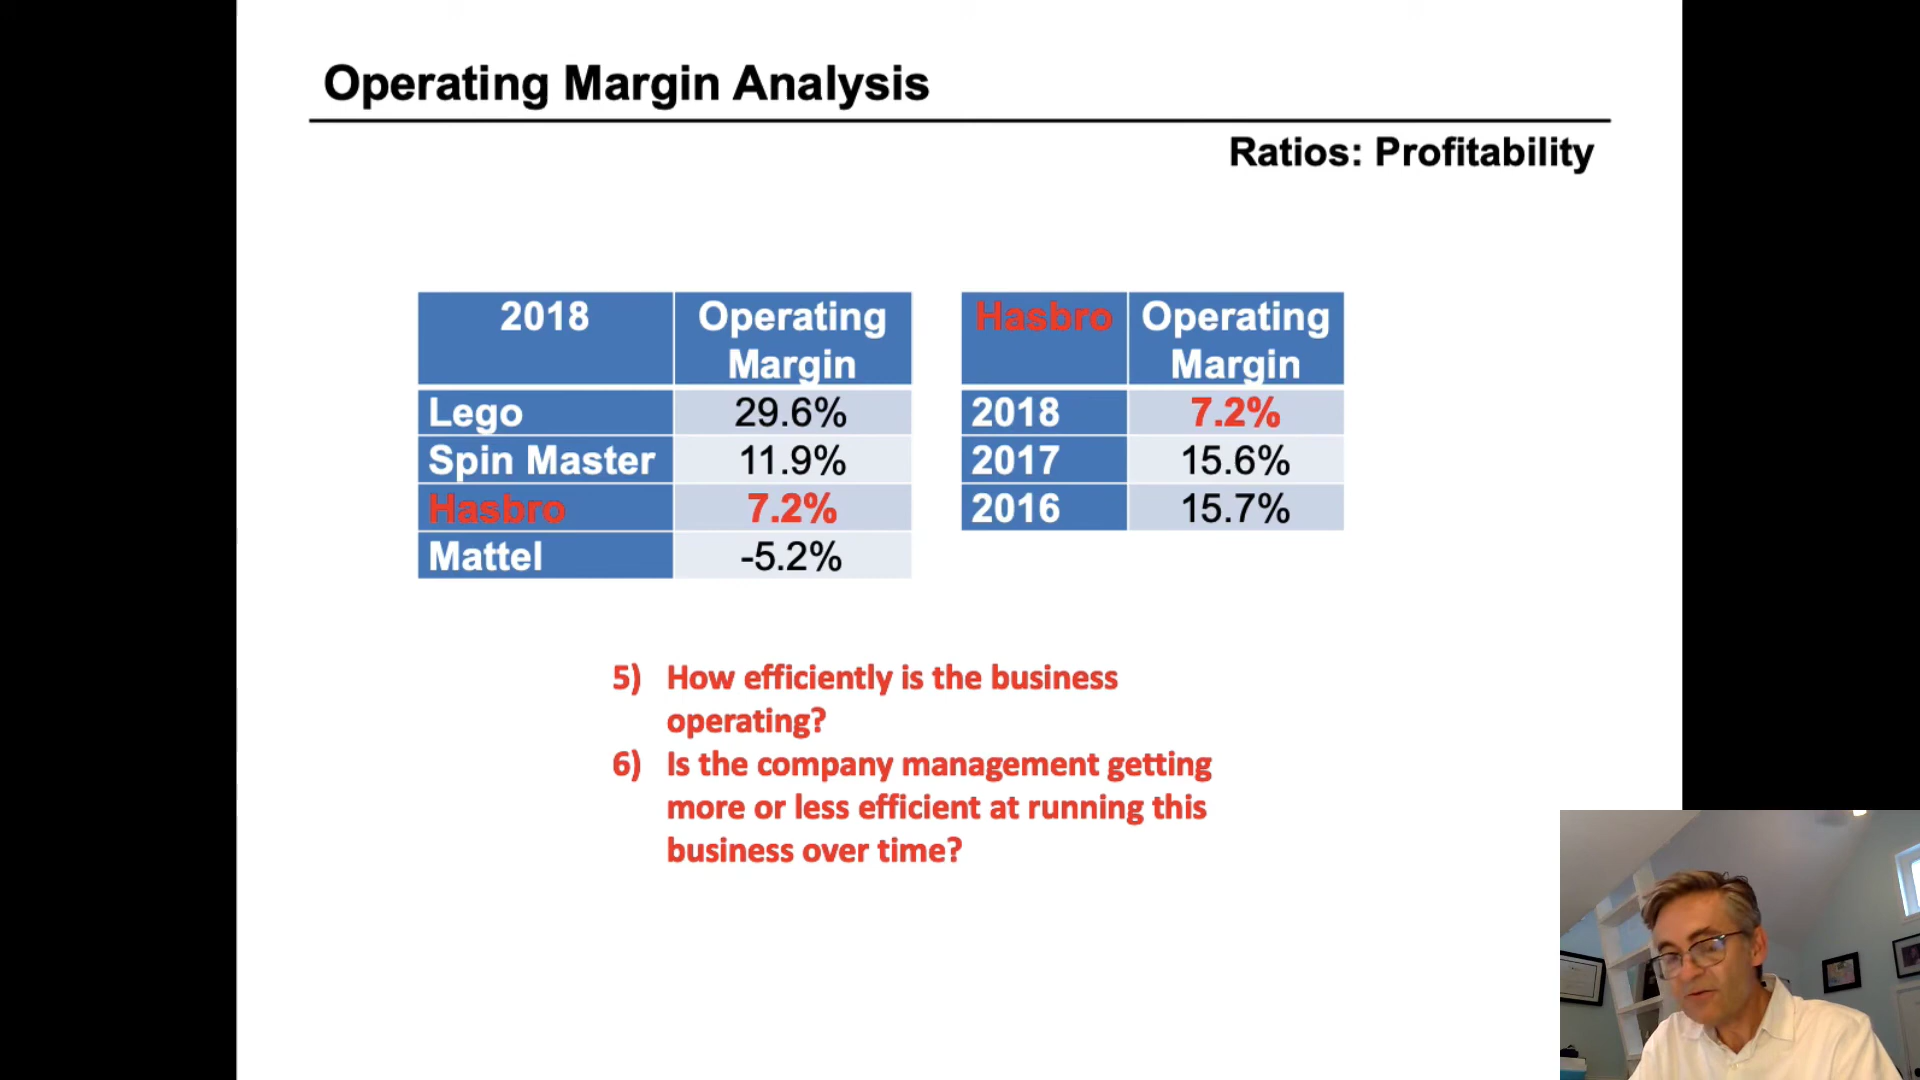 Operating Margin Analysis
Ratios: Profitability
2018 Operating Margin
Lego 29.6%
Spin Master 11.9%
Hasbro 7.2%
Mattel -5.2%
Hasbro Operating Margin
2018 7.2%
2017 15.6%
2016 15.7%
5) How efficiently is the business
operating?
6) Is the company management getting
more or less efficient at running this
business over time?